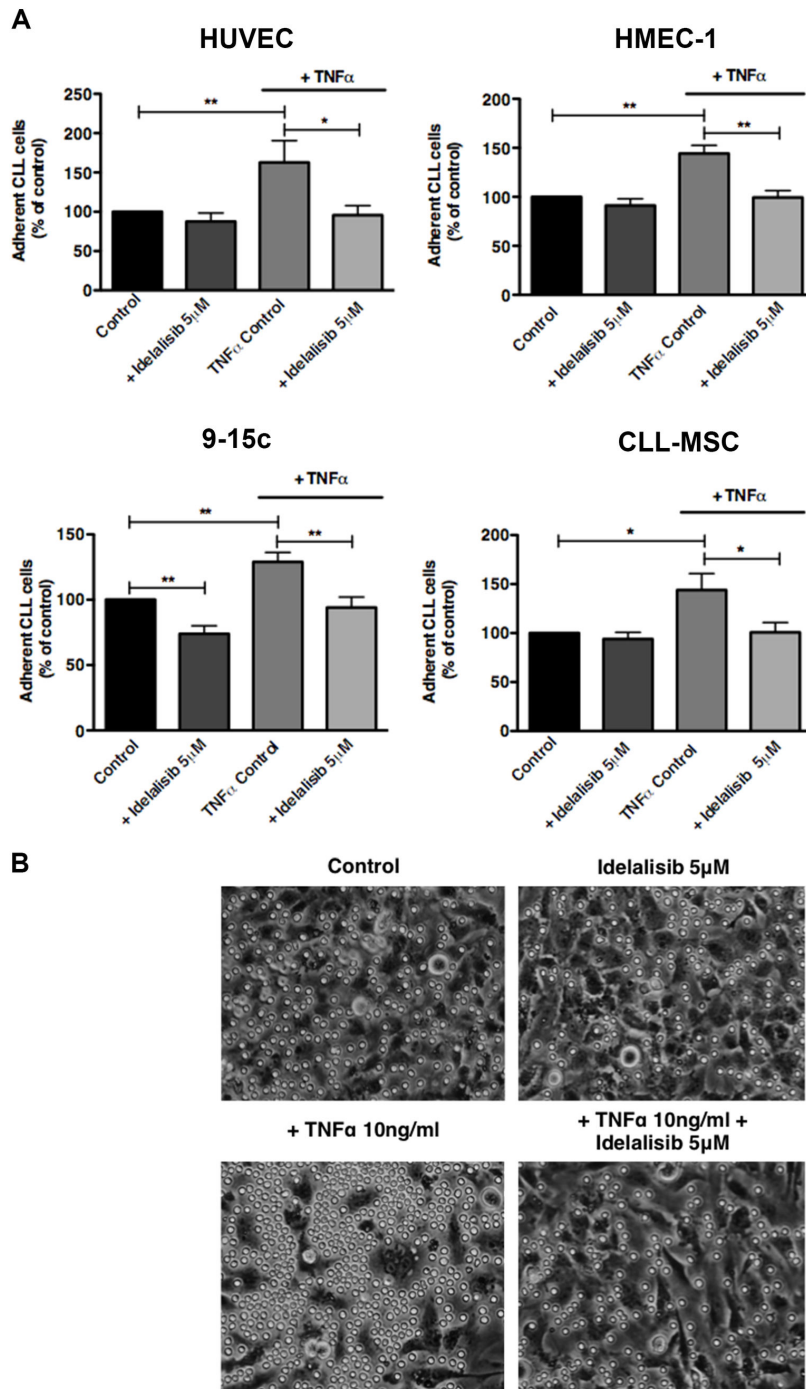 A
HUVEC
+ TNFα
**
*
Adherent CLL cells
(% of control)
250
200
150
100
50
0
Control
+ Idelalisib 5μM
TNFα Control
+ Idelalisib 5μM
HMEC-1
+ TNFα
**
**
Adherent CLL cells
(% of control)
200
150
100
50
0
Control
+ Idelalisib 5μM
TNFα Control
+ Idelalisib 5μM
9-15c
+ TNFα
**
**
**
Adherent CLL cells
(% of control)
150
100
50
0
Control
+ Idelalisib 5μM
TNFα Control
+ Idelalisib 5μM
CLL-MSC
+ TNFα
*
*
Adherent CLL cells
(% of control)
200
150
100
50
0
Control
+ Idelalisib 5μM
TNFα Control
+ Idelalisib 5μM
B
Control
Idelalisib 5μM
+ TNFα 10ng/ml
+ TNFα 10ng/ml +
Idelalisib 5μM